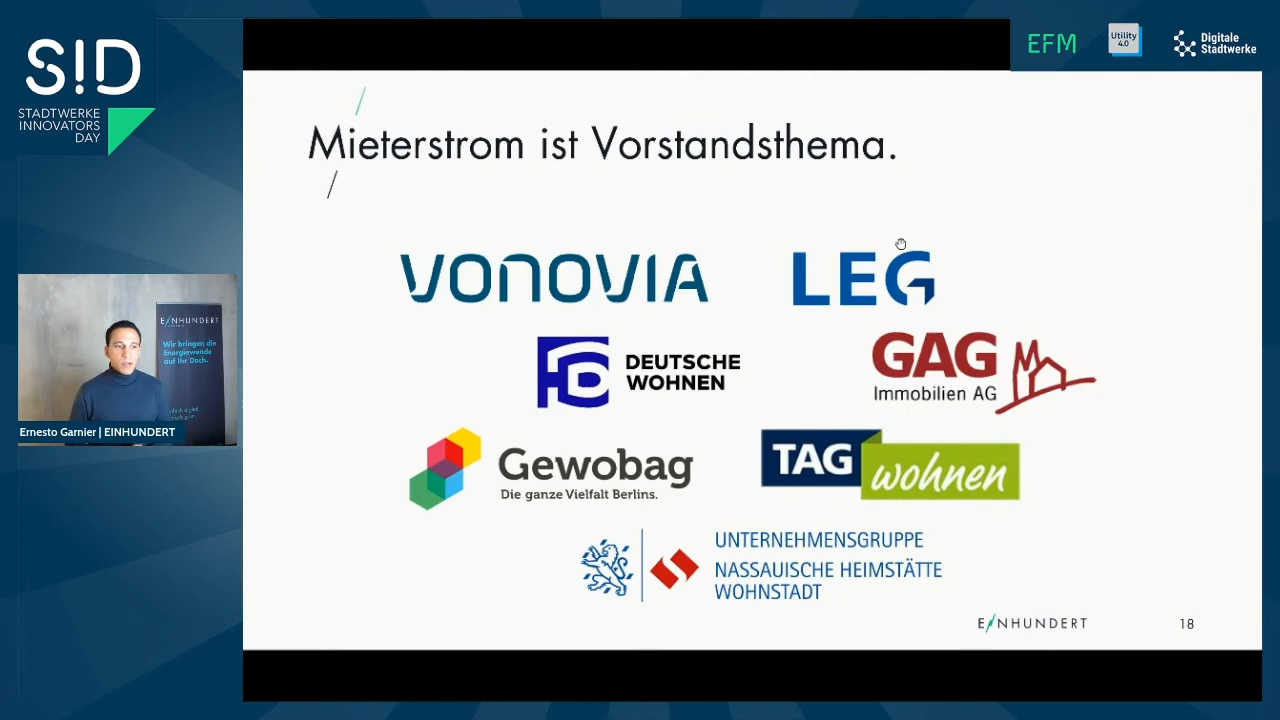 S!D
STADTWERKE
INNOVATORS
DAY
EFM
Utility
4.0
Digitale
Stadtwerke
Mieterstrom ist Vorstandsthema.
VONOVIA
LEG
DEUTSCHE
WOHNEN
GAG
Immobilien AG
Gewobag
Die ganze Vielfalt Berlins.
TAG
wohnen
UNTERNEHMENSGRUPPE
NASSAUISCHE HEIMSTÄTTE
WOHNSTADT
EINHUNDERT
18
EINHUNDERT
Wir bringen die
Energiewende
auf Ihr Dach.
Ernesto Garnier | EINHUNDERT